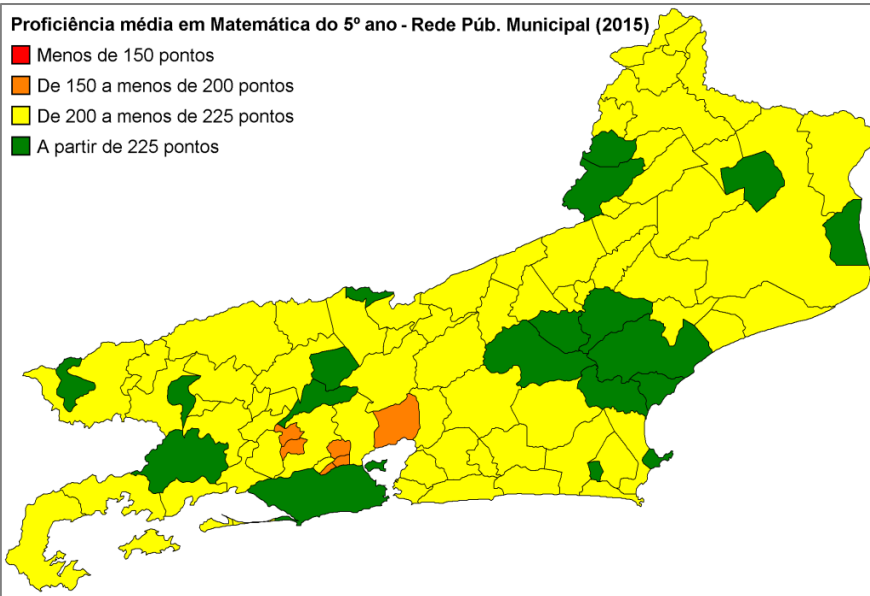 Proficiência média em Matemática do 5º ano - Rede Púb. Municipal (2015)
Menos de 150 pontos
De 150 a menos de 200 pontos
De 200 a menos de 225 pontos
A partir de 225 pontos